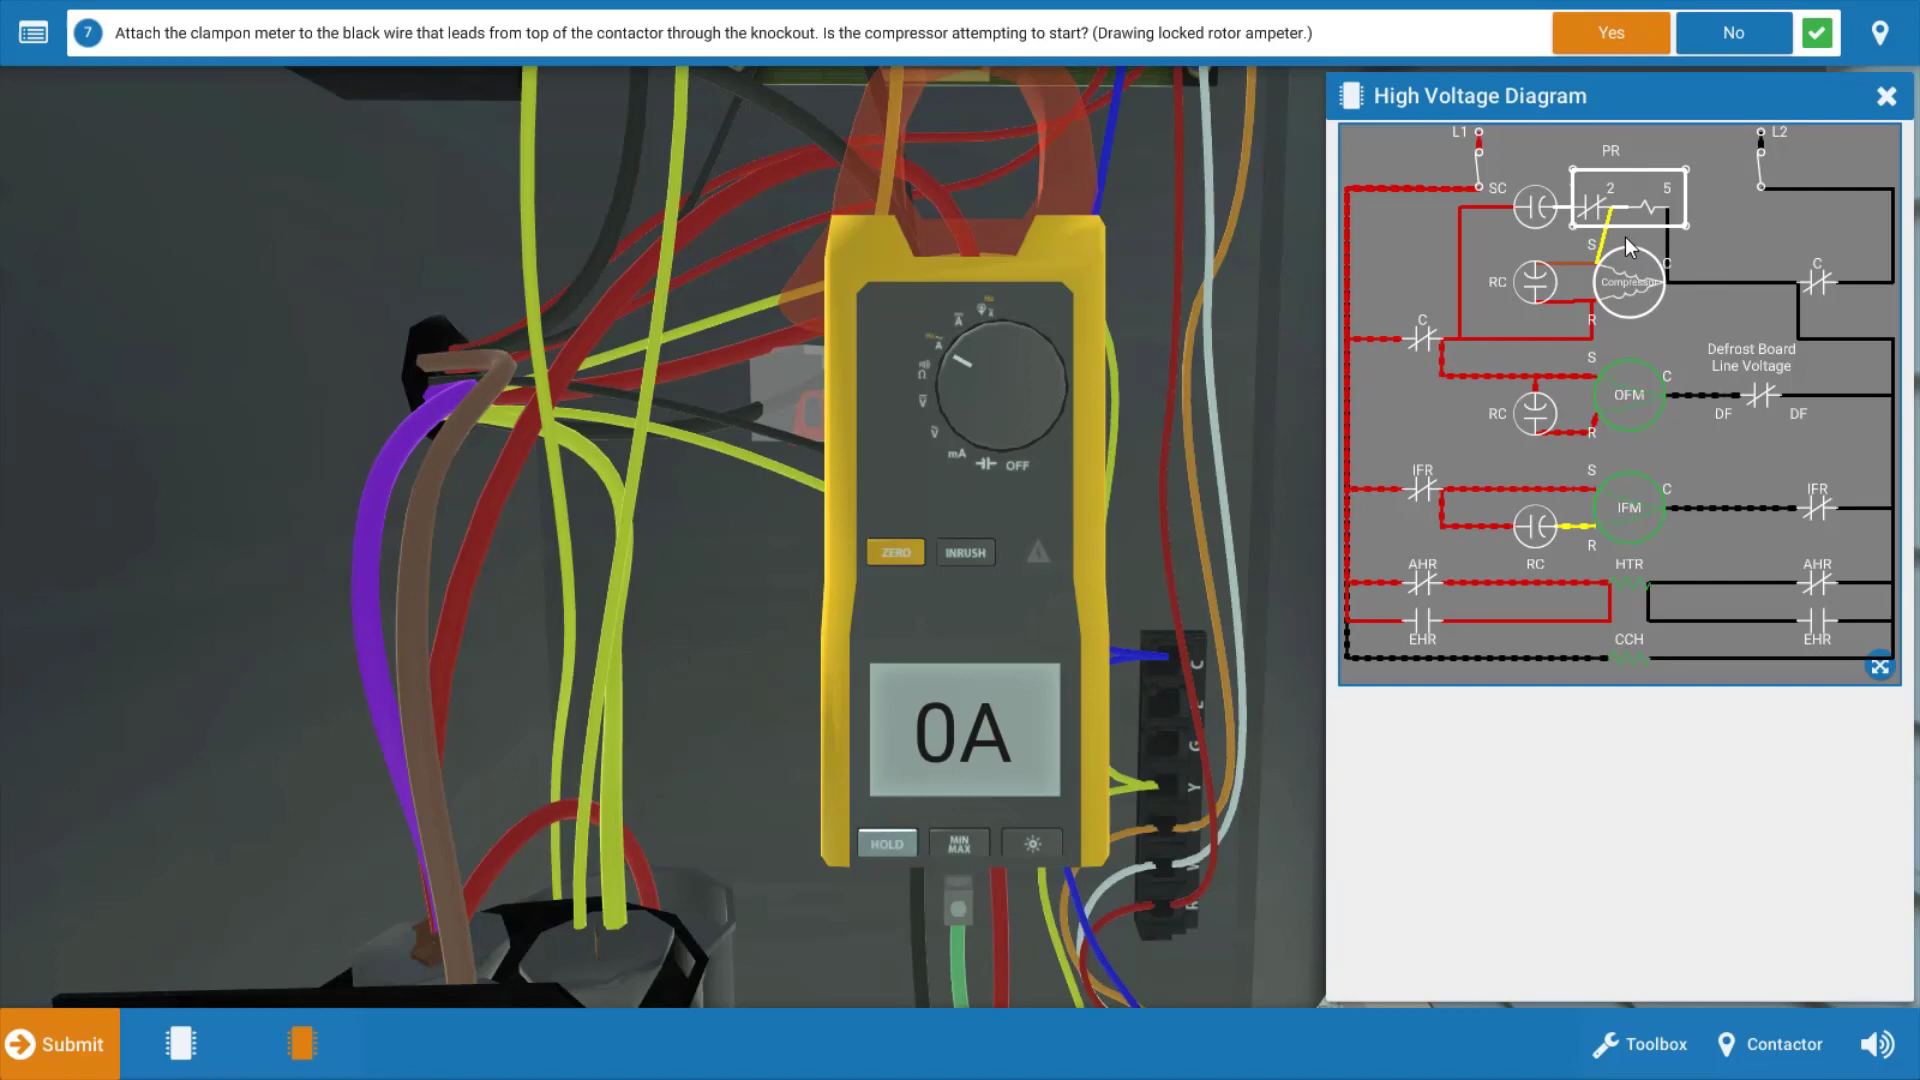 7 Attach the clampon meter to the black wire that leads from top of the contactor through the knockout. Is the compressor attempting to start? (Drawing locked rotor ampeter.) Yes No
High Voltage Diagram
L1 L2
PR
SC 2 5
S
C C
RC Compressor
R
C
S
Defrost Board
Line Voltage
C
OFM
RC DF DF
R
IFR S
C IFR
IFM
R
RC
AHR HTR AHR
EHR CCH EHR
A
A
Ω
V
V
mA
OFF
ZERO INRUSH
0A
HOLD MIN
MAX
C
G
Y
W
R
Submit Toolbox Contactor